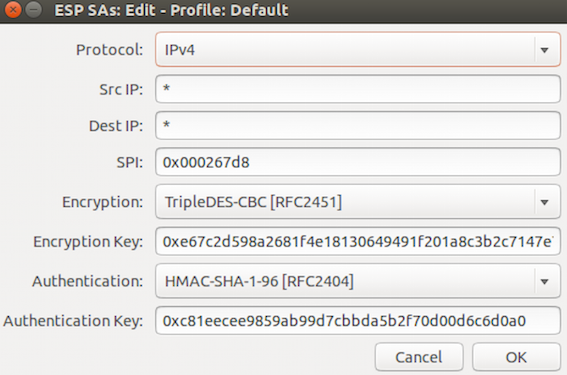 ESP SAs: Edit - Profile: Default
Protocol: IPv4
Src IP: *
Dest IP: *
SPI: 0x000267d8
Encryption: TripleDES-CBC [RFC2451]
Encryption Key: 0xe67c2d598a2681f4e18130649491f201a8c3b2c7147e
Authentication: HMAC-SHA-1-96 [RFC2404]
Authentication Key: 0xc81eecee9859ab99d7cbbda5b2f70d00d6c6d0a0
Cancel OK